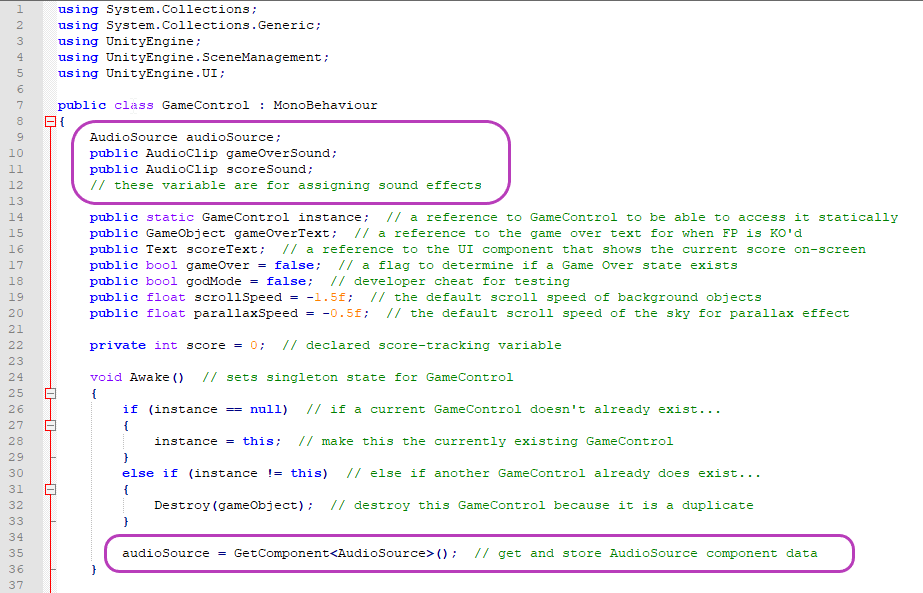 1 using System.Collections;
2 using System.Collections.Generic;
3 using UnityEngine;
4 using UnityEngine.SceneManagement;
5 using UnityEngine.UI;
6
7 public class GameControl : MonoBehaviour
8 {
9 AudioSource audioSource;
10 public AudioClip gameOverSound;
11 public AudioClip scoreSound;
12 // these variable are for assigning sound effects
13
14 public static GameControl instance;  // a reference to GameControl to be able to access it statically
15 public GameObject gameOverText;  // a reference to the game over text for when FP is KO'd
16 public Text scoreText;  // a reference to the UI component that shows the current score on-screen
17 public bool gameOver = false;  // a flag to determine if a Game Over state exists
18 public bool godMode = false;  // developer cheat for testing
19 public float scrollSpeed = -1.5f;  // the default scroll speed of background objects
20 public float parallaxSpeed = -0.5f;  // the default scroll speed of the sky for parallax effect
21
22 private int score = 0;  // declared score-tracking variable
23
24 void Awake()  // sets singleton state for GameControl
25 {
26 if (instance == null)  // if a current GameControl doesn't already exist...
27 {
28 instance = this;  // make this the currently existing GameControl
29 }
30 else if (instance != this)  // else if another GameControl already does exist...
31 {
32 Destroy(gameObject);  // destroy this GameControl because it is a duplicate
33 }
34
35 audioSource = GetComponent<AudioSource>();  // get and store AudioSource component data
36 }
37